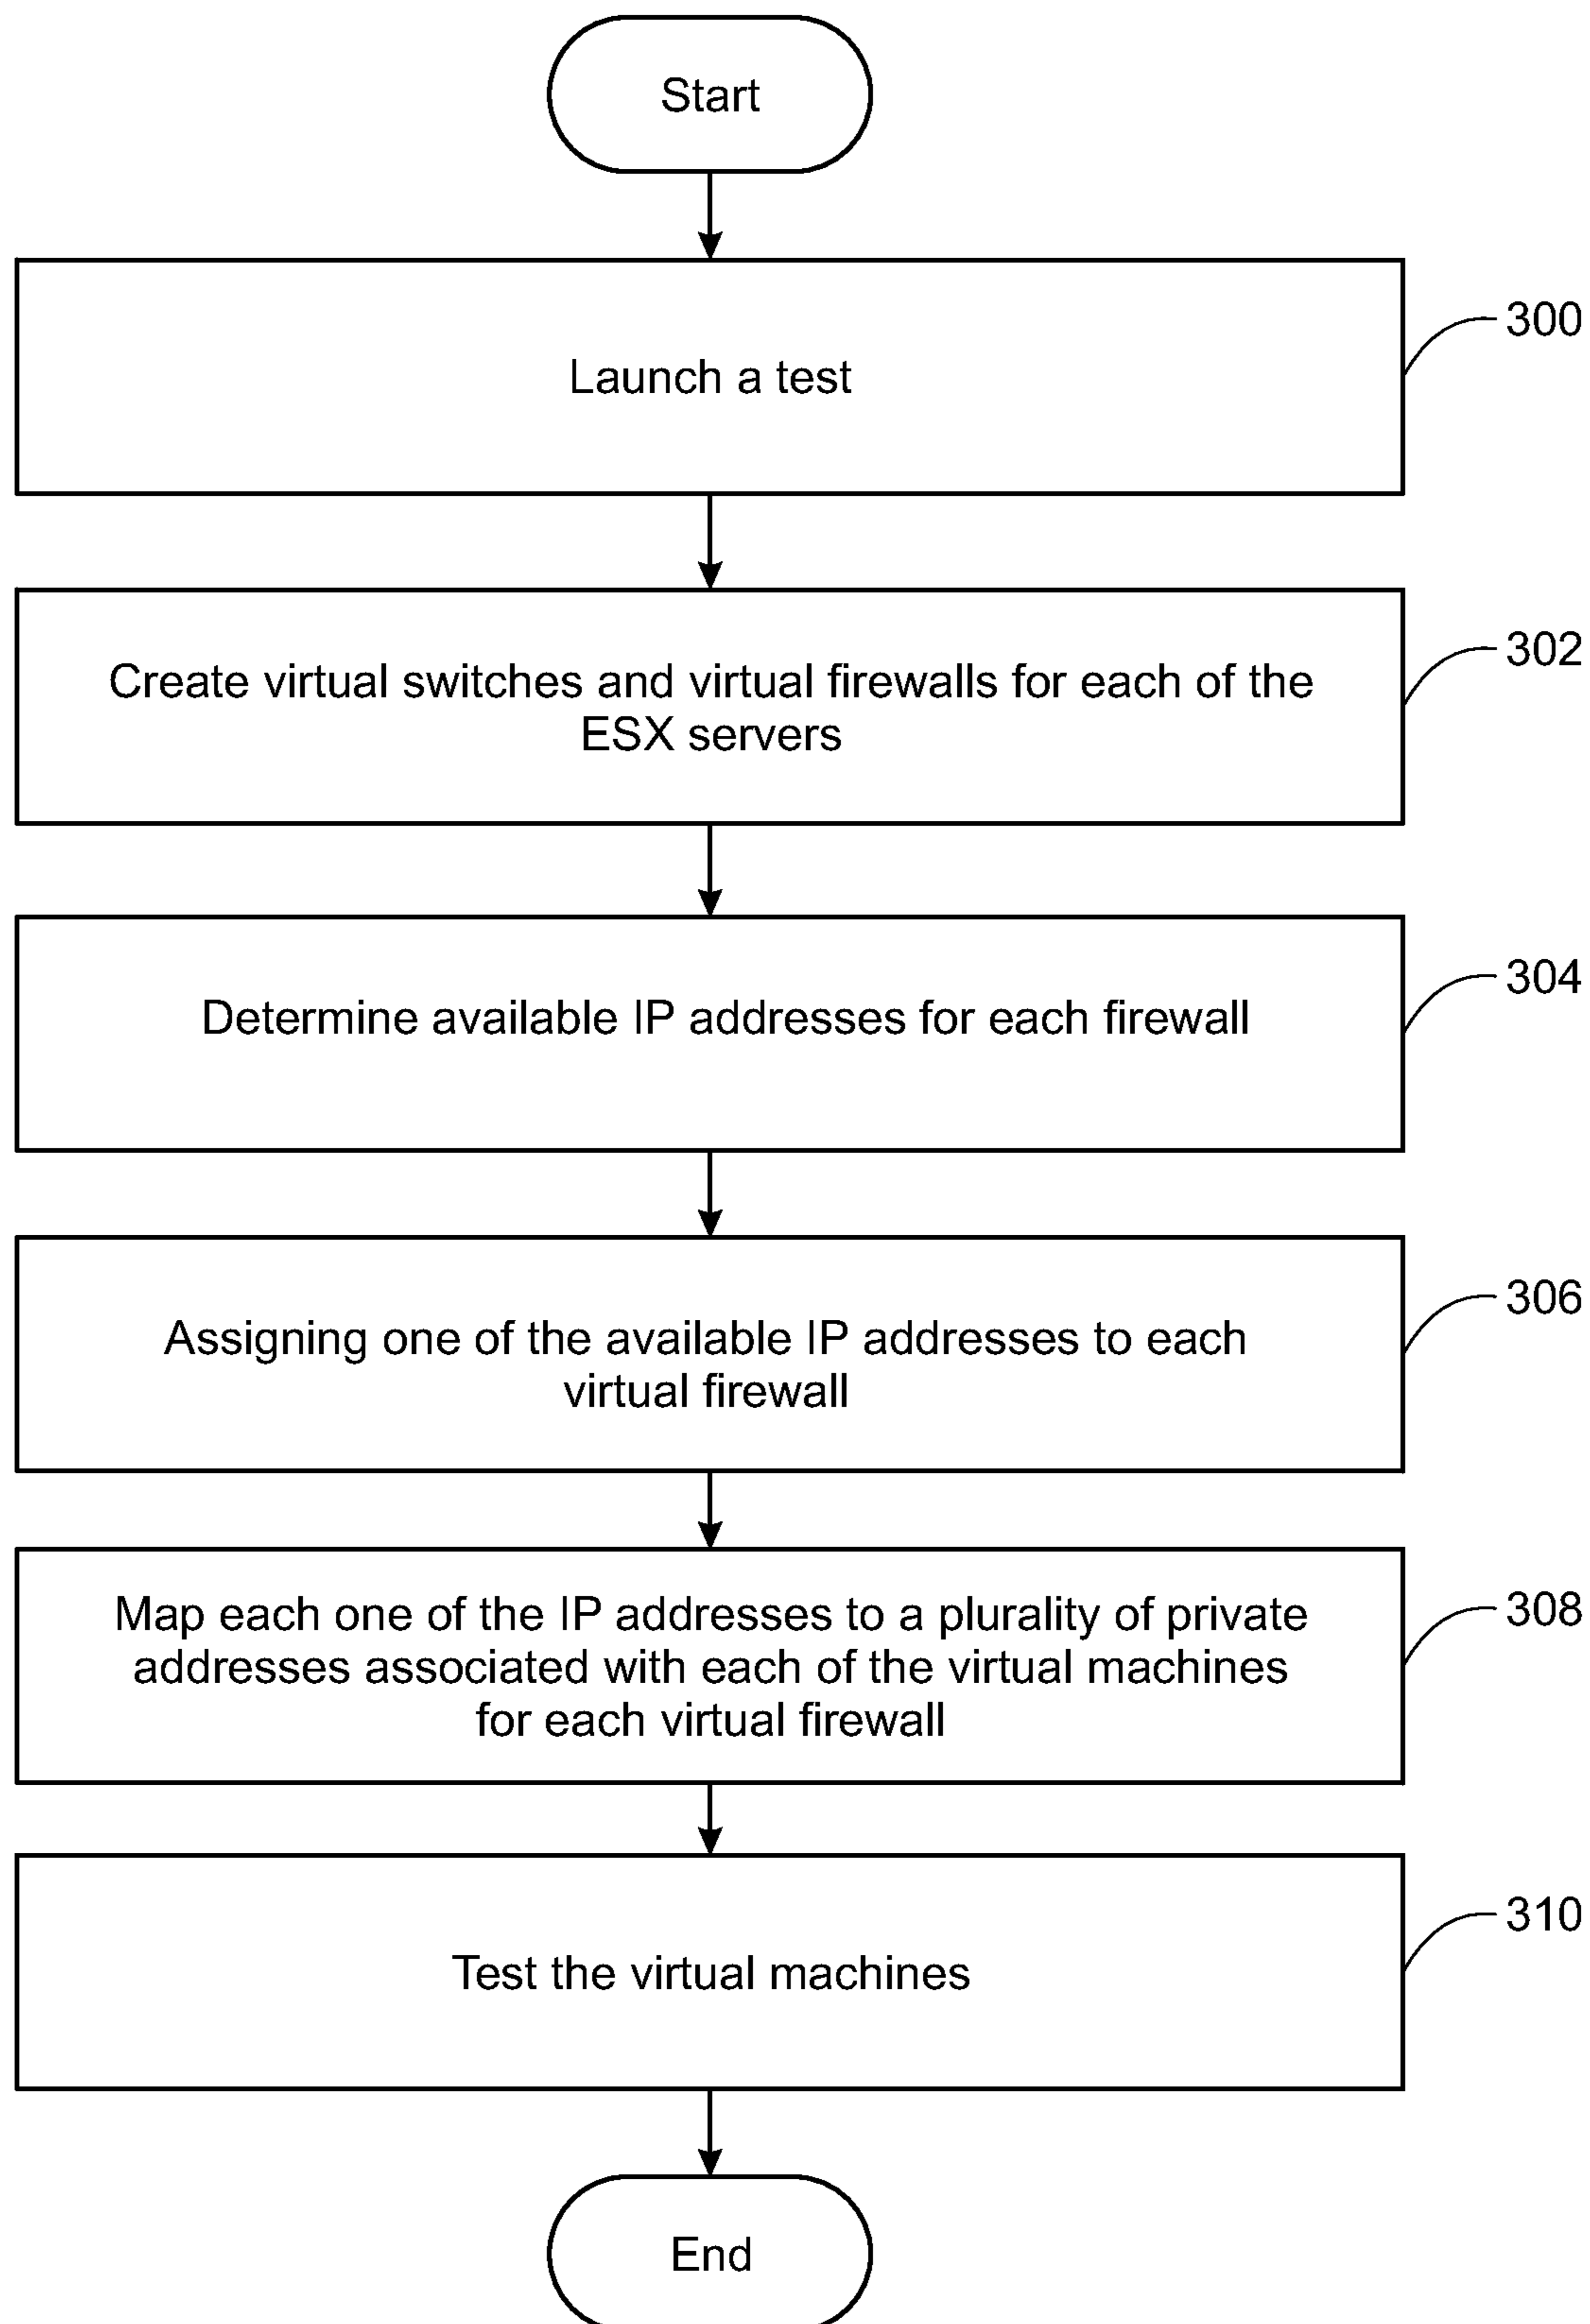 Start
Launch a test
300
Create virtual switches and virtual firewalls for each of the
ESX servers
302
Determine available IP addresses for each firewall
304
Assigning one of the available IP addresses to each
virtual firewall
306
Map each one of the IP addresses to a plurality of private
addresses associated with each of the virtual machines
for each virtual firewall
308
Test the virtual machines
310
End